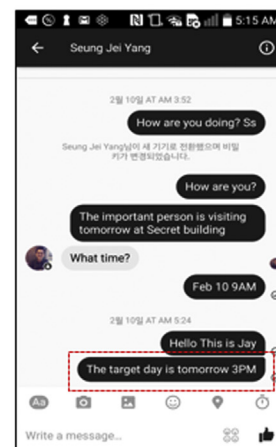 5:15 AM
Seung Jei Yang
2월 10일 AT AM 3:52
How are you doing? Ss
Seung Jei Yang님이 새 기기로 전환했으며 비밀
키가 변경되었습니다.
How are you?
The important person is visiting
tomorrow at Secret building
What time?
Feb 10 9AM
2월 10일 AT AM 5:24
Hello This is Jay
The target day is tomorrow 3PM
Aa
Write a message...